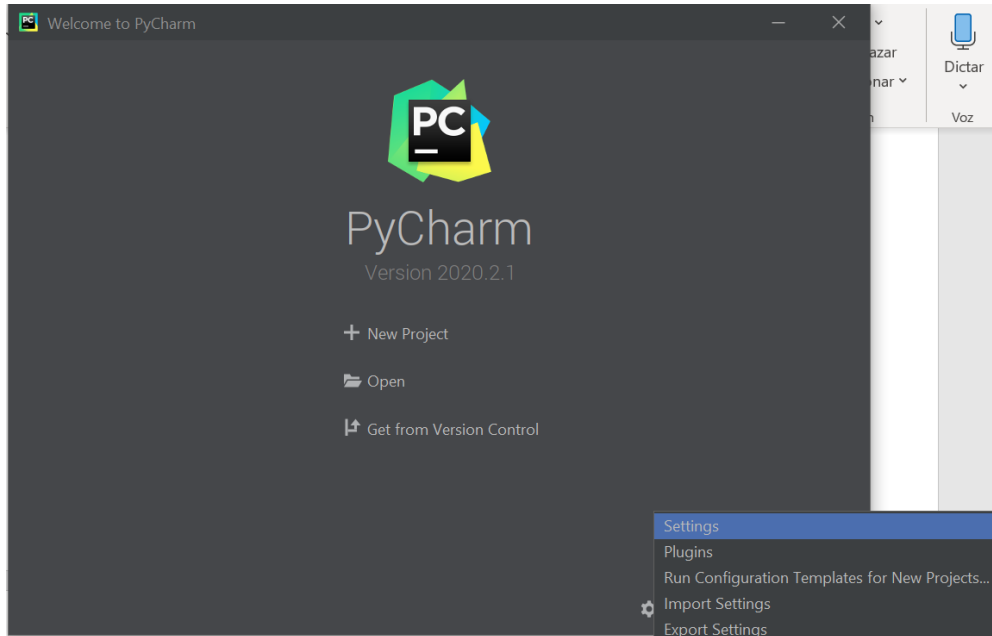 Welcome to PyCharm
azar
onar
Dictar
Voz
PC
PyCharm
Version 2020.2.1
New Project
Open
Get from Version Control
Settings
Plugins
Run Configuration Templates for New Projects...
Import Settings
Export Settings